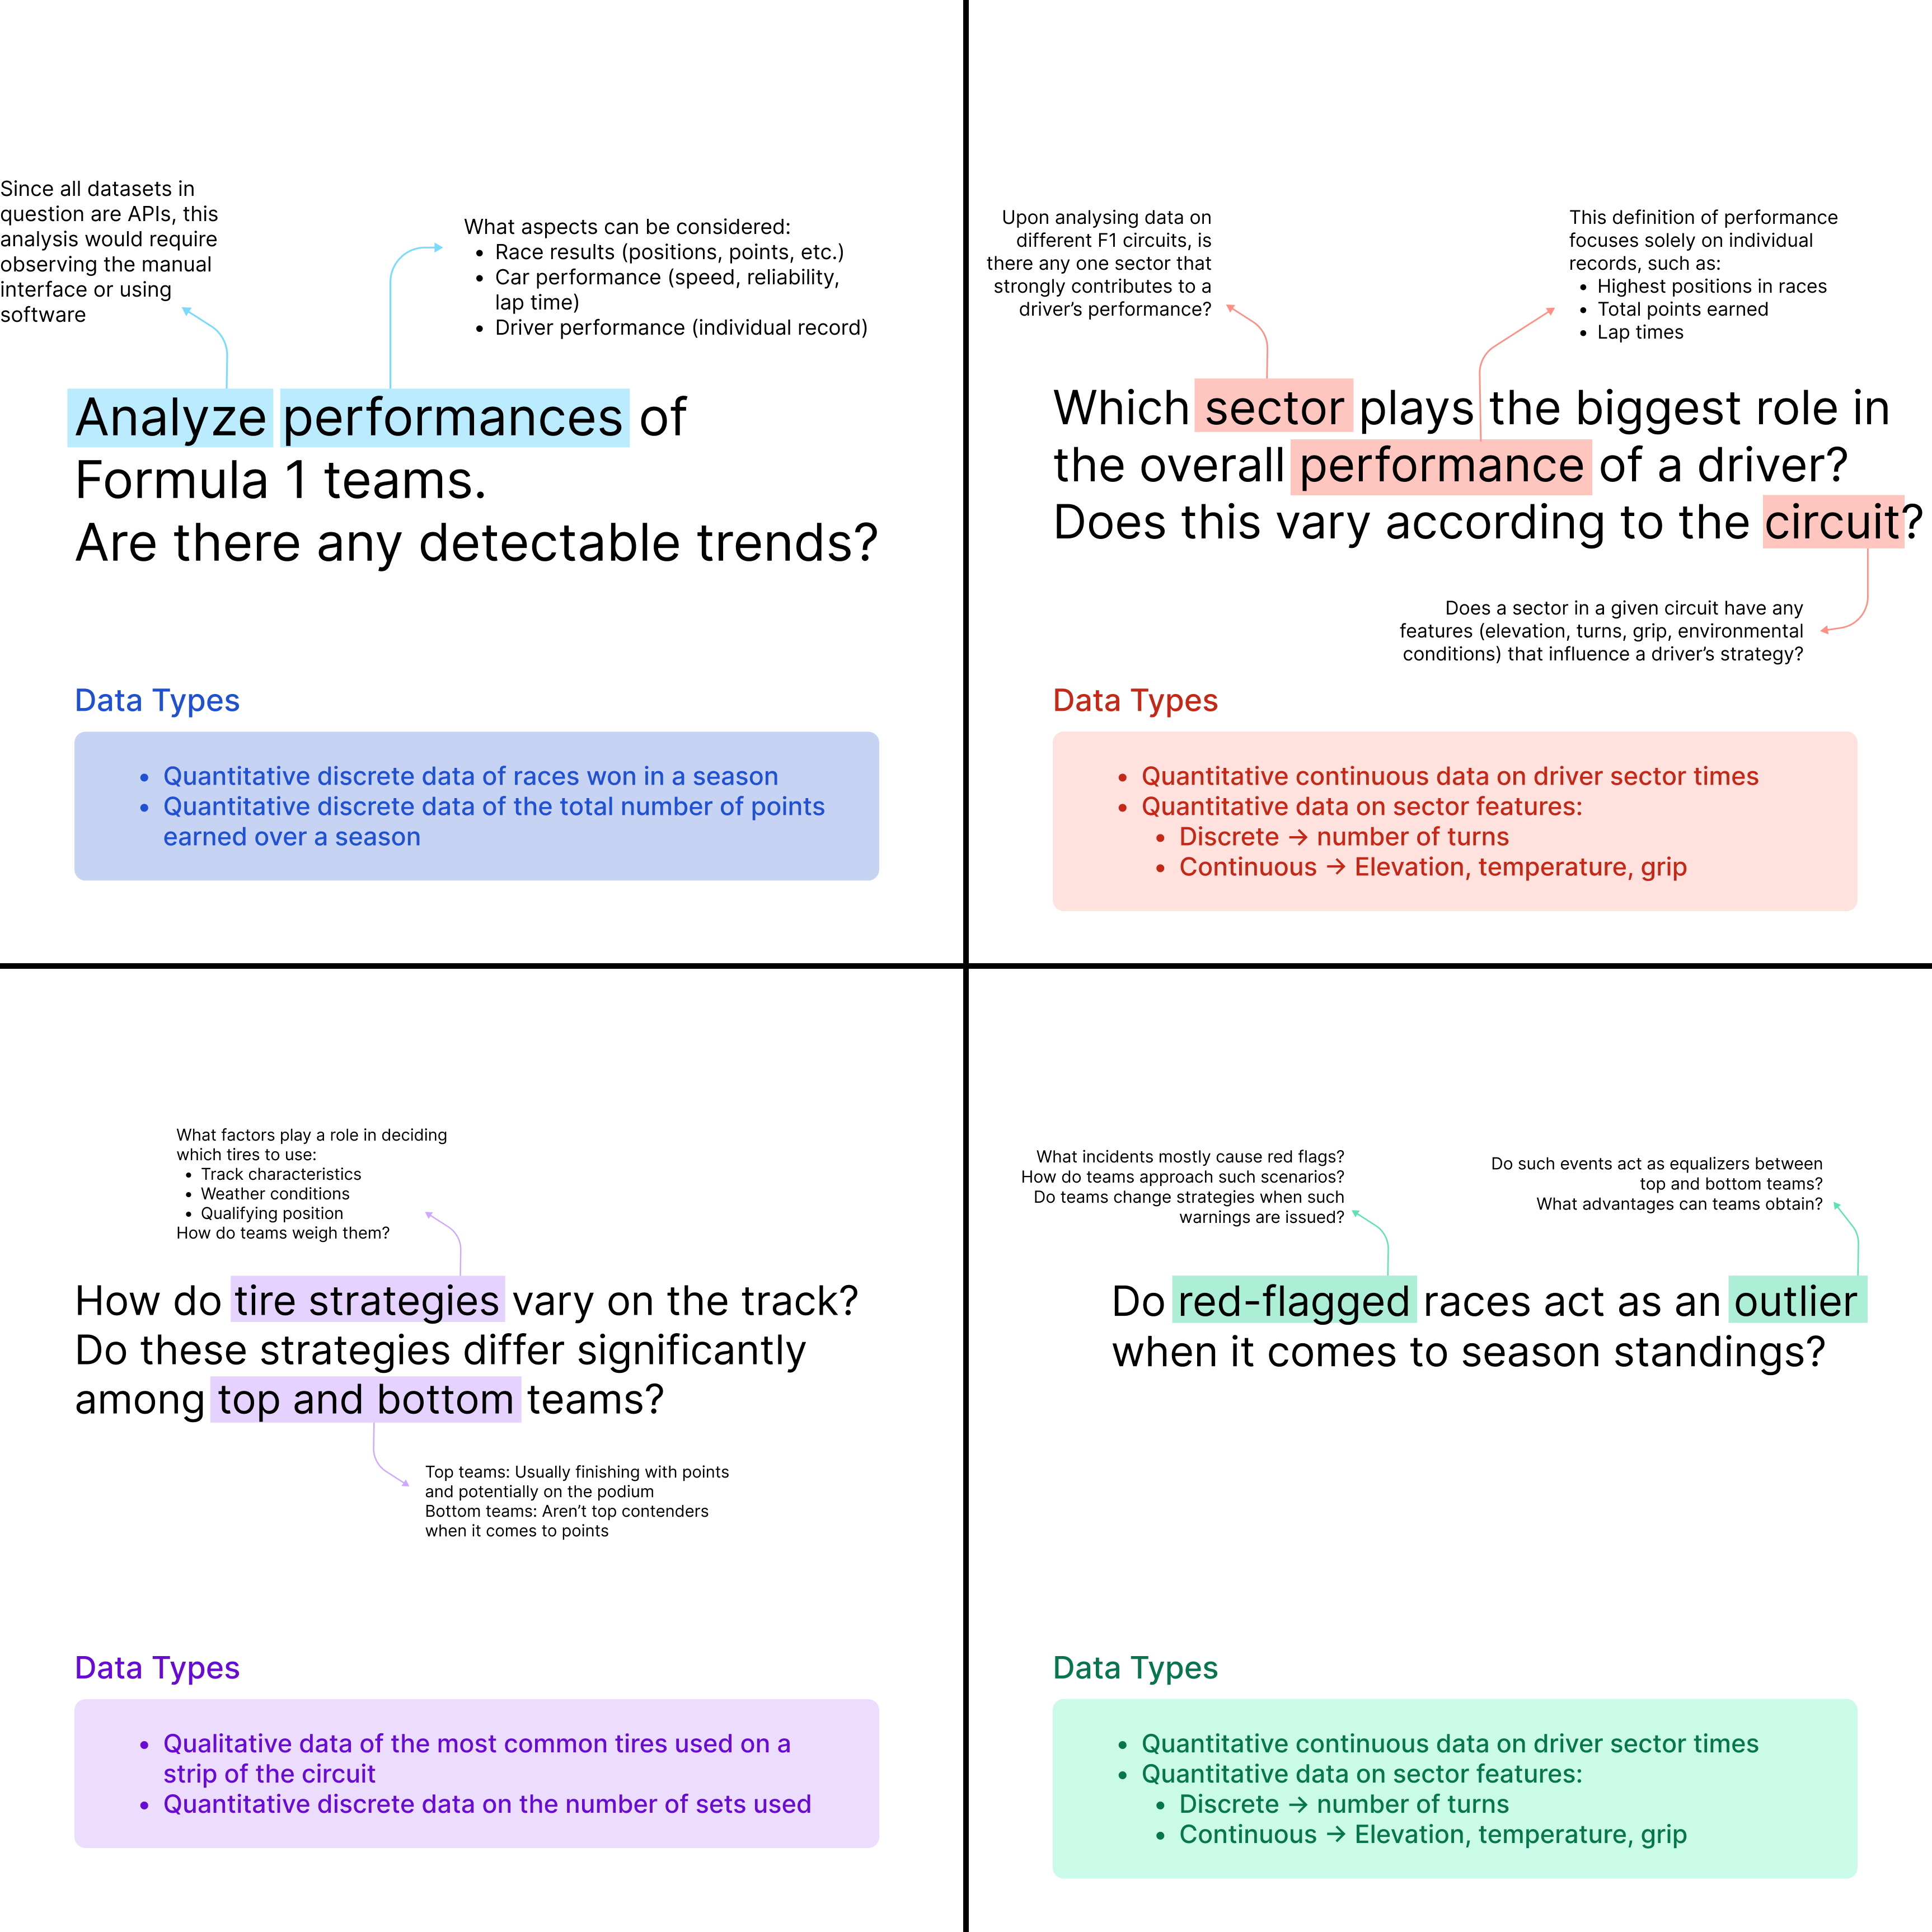 Since all datasets in
question are APIs, this
analysis would require
observing the manual
interface or using
software
What aspects can be considered:
• Race results (positions, points, etc.)
• Car performance (speed, reliability,
lap time)
• Driver performance (individual record)
Analyze performances of
Formula 1 teams.
Are there any detectable trends?
Data Types
• Quantitative discrete data of races won in a season
• Quantitative discrete data of the total number of points
earned over a season
Upon analysing data on
different F1 circuits, is
there any one sector that
strongly contributes to a
driver's performance?
This definition of performance
focuses solely on individual
records, such as:
• Highest positions in races
• Total points earned
• Lap times
Which sector plays the biggest role in
the overall performance of a driver?
Does this vary according to the circuit?
Does a sector in a given circuit have any
features (elevation, turns, grip, environmental
conditions) that influence a driver's strategy?
Data Types
• Quantitative continuous data on driver sector times
• Quantitative data on sector features:
• Discrete → number of turns
• Continuous → Elevation, temperature, grip
What factors play a role in deciding
which tires to use:
• Track characteristics
• Weather conditions
• Qualifying position
How do teams weigh them?
How do tire strategies vary on the track?
Do these strategies differ significantly
among top and bottom teams?
Top teams: Usually finishing with points
and potentially on the podium
Bottom teams: Aren't top contenders
when it comes to points
Data Types
• Qualitative data of the most common tires used on a
strip of the circuit
• Quantitative discrete data on the number of sets used
What incidents mostly cause red flags?
How do teams approach such scenarios?
Do teams change strategies when such
warnings are issued?
Do such events act as equalizers between
top and bottom teams?
What advantages can teams obtain?
Do red-flagged races act as an outlier
when it comes to season standings?
Data Types
• Quantitative continuous data on driver sector times
• Quantitative data on sector features:
• Discrete → number of turns
• Continuous → Elevation, temperature, grip